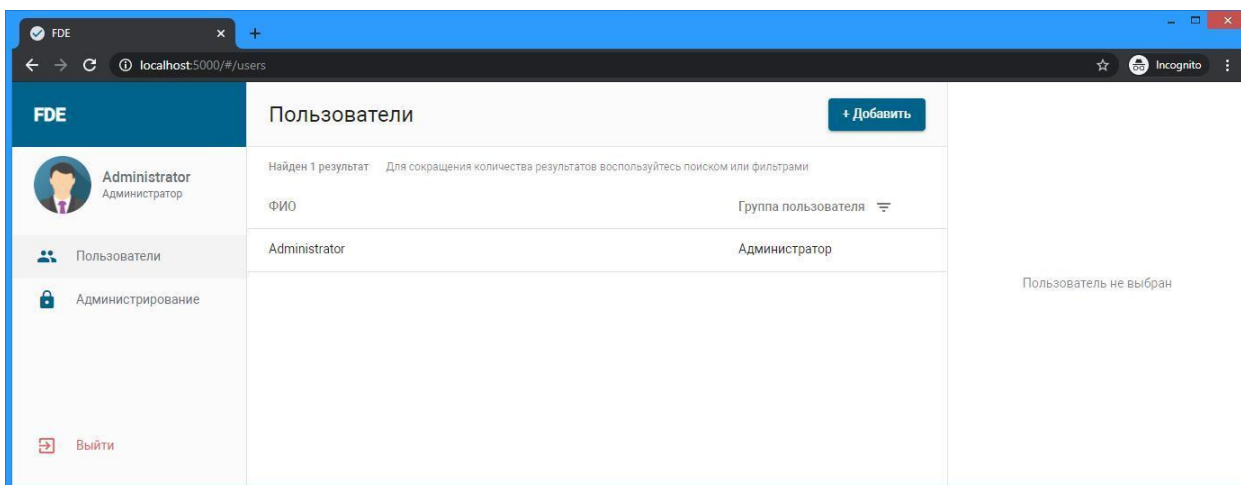 FDE
localhost:5000/#/users
Incognito
FDE
Administrator
Администратор
Пользователи
Администрирование
Выйти
Пользователи
+ Добавить
Найден 1 результат Для сокращения количества результатов воспользуйтесь поиском или фильтрами
ФИО Группа пользователя
Administrator Администратор
Пользователь не выбран